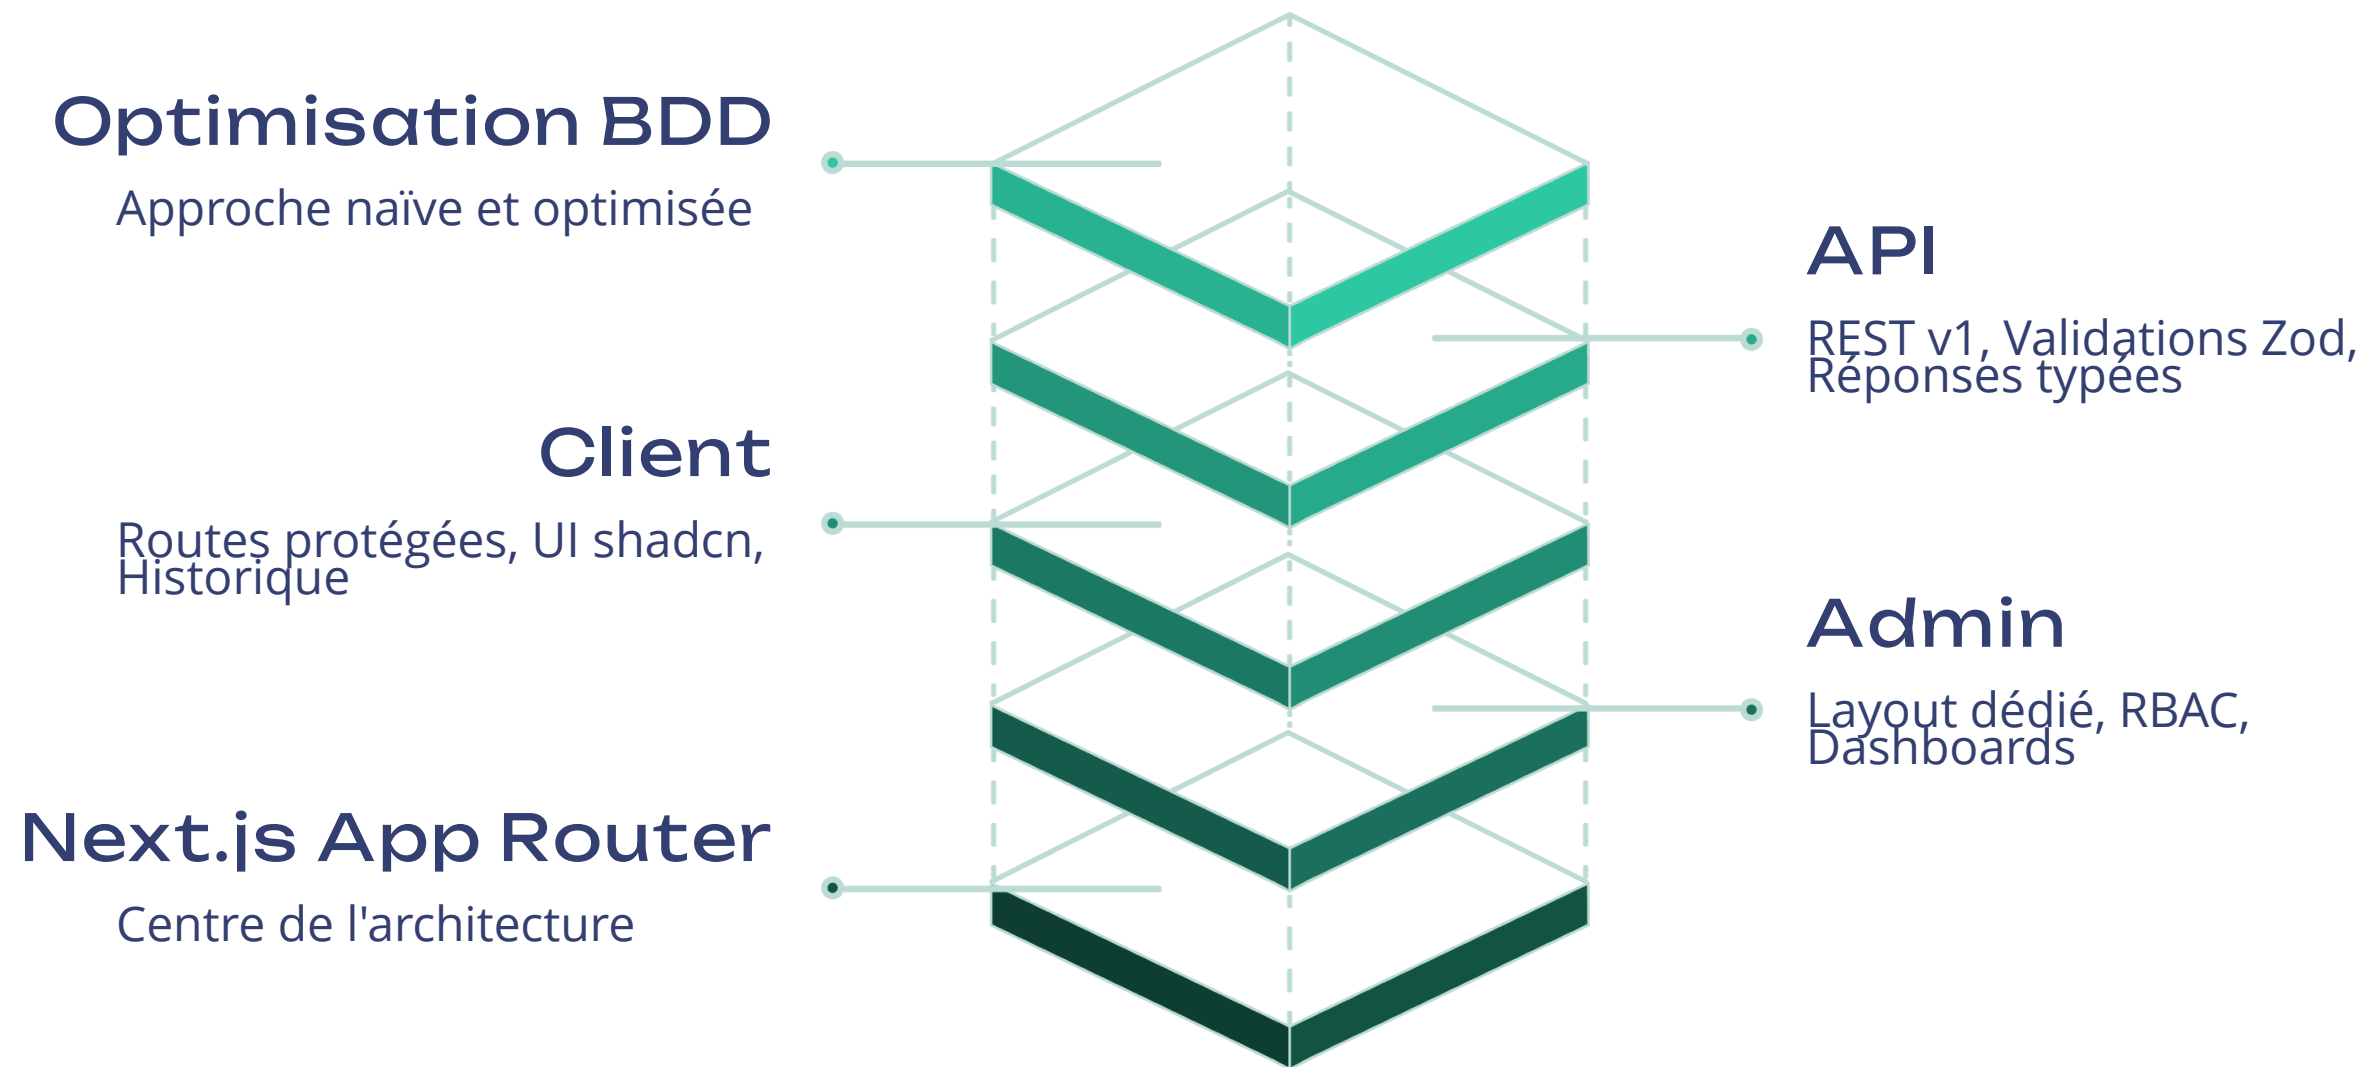 Optimisation BDD
Approche naïve et optimisée
API
REST v1, Validations Zod,
Réponses typées
Client
Routes protégées, UI shadcn,
Historique
Admin
Layout dédié, RBAC,
Dashboards
Next.js App Router
Centre de l'architecture